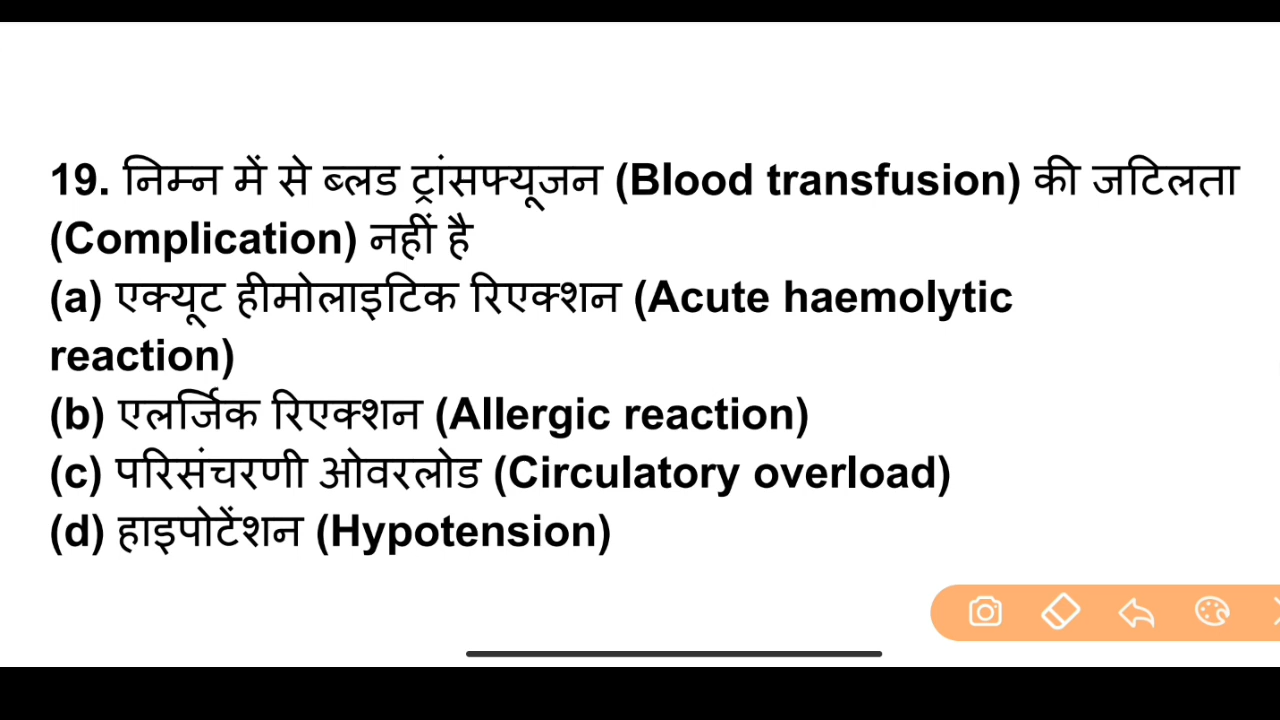 19. निम्न में से ब्लड ट्रांसफ्यूजन (Blood transfusion) की जटिलता
(Complication) नहीं है
(a) एक्यूट हीमोलाइटिक रिएक्शन (Acute haemolytic
reaction)
(b) एलर्जिक रिएक्शन (Allergic reaction)
(c) परिसंचरणी ओवरलोड (Circulatory overload)
(d) हाइपोटेंशन (Hypotension)